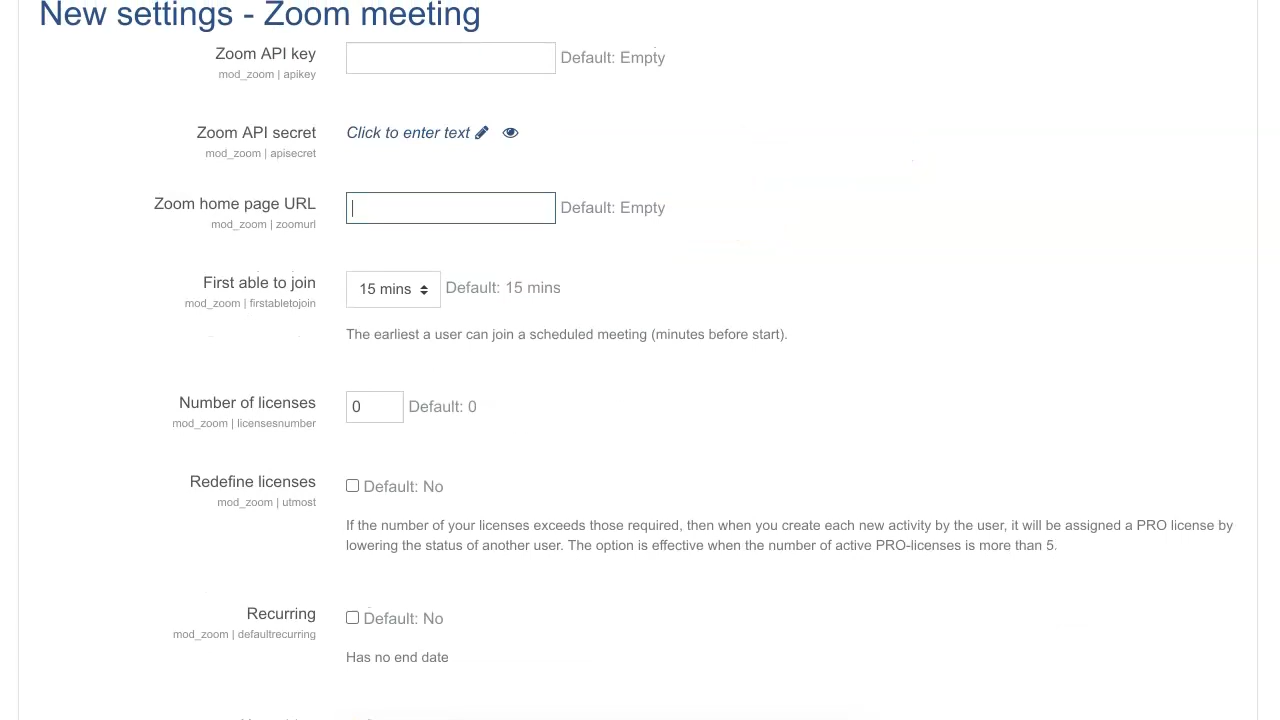 New settings - Zoom meeting
Zoom API key
Default: Empty
mod_zoom | apikey
Zoom API secret
Click to enter text
mod_zoom | apisecret
Zoom home page URL
Default: Empty
mod_zoom | zoomurl
First able to join
15 mins
Default: 15 mins
mod_zoom | firstabletojoin
The earliest a user can join a scheduled meeting (minutes before start).
Number of licenses
0
Default: 0
mod_zoom | licensesnumber
Redefine licenses
Default: No
mod_zoom | utmost
If the number of your licenses exceeds those required, then when you create each new activity by the user, it will be assigned a PRO license by
lowering the status of another user. The option is effective when the number of active PRO-licenses is more than 5.
Recurring
Default: No
mod_zoom | defaultrecurring
Has no end date